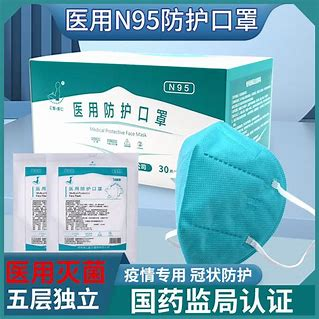 医用N95防护口罩
N95
医用防护口罩
Medical Protective Face Mask
30
医用防护口罩
医用防护口罩
Face Mask
医用灭菌
五层独立
疫情专用 冠状防护
国药监局认证